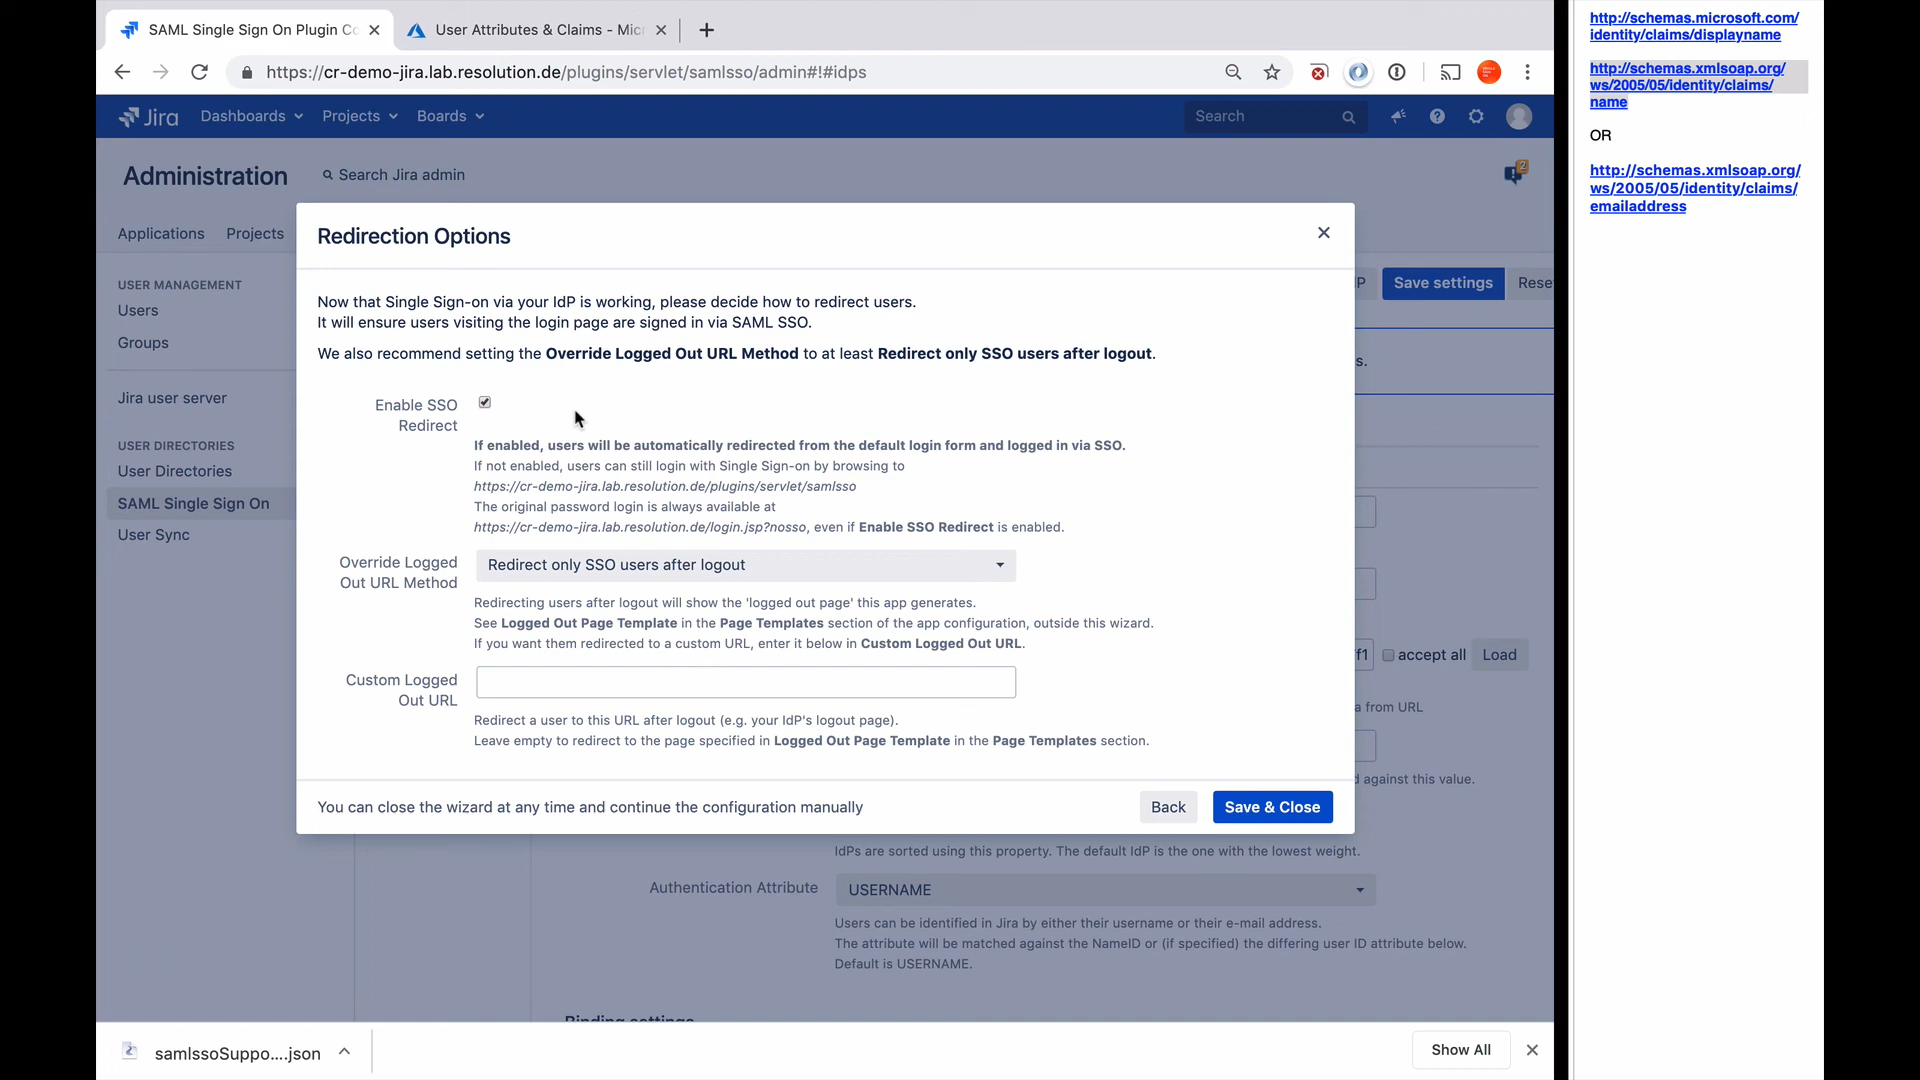 SAML Single Sign On Plugin Co
User Attributes & Claims - Mic
https://cr-demo-jira.lab.resolution.de/plugins/servlet/samlsso/admin#!#idps
Jira
Dashboards
Projects
Boards
Search
Administration
Search Jira admin
2
Applications
Projects
USER MANAGEMENT
Users
Groups
Jira user server
USER DIRECTORIES
User Directories
SAML Single Sign On
User Sync
P
Save settings
Rese
s.
Redirection Options
Now that Single Sign-on via your IdP is working, please decide how to redirect users.
It will ensure users visiting the login page are signed in via SAML SSO.
We also recommend setting the Override Logged Out URL Method to at least Redirect only SSO users after logout.
Enable SSO
Redirect
If enabled, users will be automatically redirected from the default login form and logged in via SSO.
If not enabled, users can still login with Single Sign-on by browsing to
https://cr-demo-jira.lab.resolution.de/plugins/servlet/samlsso
The original password login is always available at
https://cr-demo-jira.lab.resolution.de/login.jsp?nosso, even if Enable SSO Redirect is enabled.
Override Logged
Out URL Method
Redirect only SSO users after logout
Redirecting users after logout will show the 'logged out page' this app generates.
See Logged Out Page Template in the Page Templates section of the app configuration, outside this wizard.
If you want them redirected to a custom URL, enter it below in Custom Logged Out URL.
Custom Logged
Out URL
Redirect a user to this URL after logout (e.g. your IdP's logout page).
Leave empty to redirect to the page specified in Logged Out Page Template in the Page Templates section.
You can close the wizard at any time and continue the configuration manually
Back
Save & Close
f1
accept all
Load
a from URL
d against this value.
IdPs are sorted using this property. The default IdP is the one with the lowest weight.
Authentication Attribute
USERNAME
Users can be identified in Jira by either their username or their e-mail address.
The attribute will be matched against the NameID or (if specified) the differing user ID attribute below.
Default is USERNAME.
Binding settings
samlssoSuppo....json
Show All
http://schemas.microsoft.com/
identity/claims/displayname
http://schemas.xmlsoap.org/
ws/2005/05/identity/claims/
name
OR
http://schemas.xmlsoap.org/
ws/2005/05/identity/claims/
emailaddress